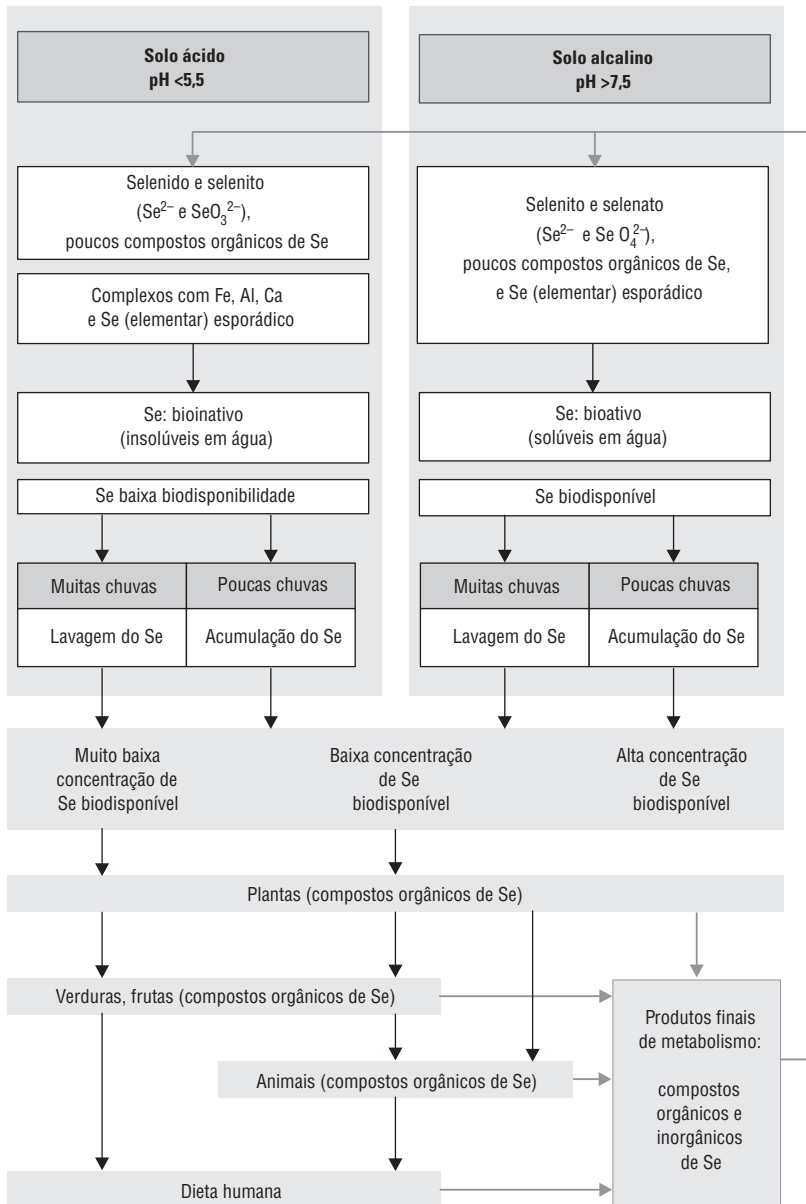 Solo ácido
pH <5,5
Solo alcalino
pH >7,5
Selenido e selenito
(Se²⁻ e SeO₃²⁻),
poucos compostos orgânicos de Se
Complexos com Fe, Al, Ca
e Se (elementar) esporádico
Selenito e selenato
(Se²⁻ e Se O₄²⁻),
poucos compostos orgânicos de Se,
e Se (elementar) esporádico
Se: bioinativo
(insolúveis em água)
Se: bioativo
(solúveis em água)
Se baixa biodisponibilidade
Se biodisponível
Muitas chuvas
Poucas chuvas
Lavagem do Se
Acumulação do Se
Muitas chuvas
Poucas chuvas
Lavagem do Se
Acumulação do Se
Muito baixa
concentração de
Se biodisponível
Baixa concentração
de Se
biodisponível
Alta concentração
de Se
biodisponível
Plantas (compostos orgânicos de Se)
Verduras, frutas (compostos orgânicos de Se)
Animais (compostos orgânicos de Se)
Dieta humana
Produtos finais
de metabolismo:
compostos
orgânicos e
inorgânicos
de Se